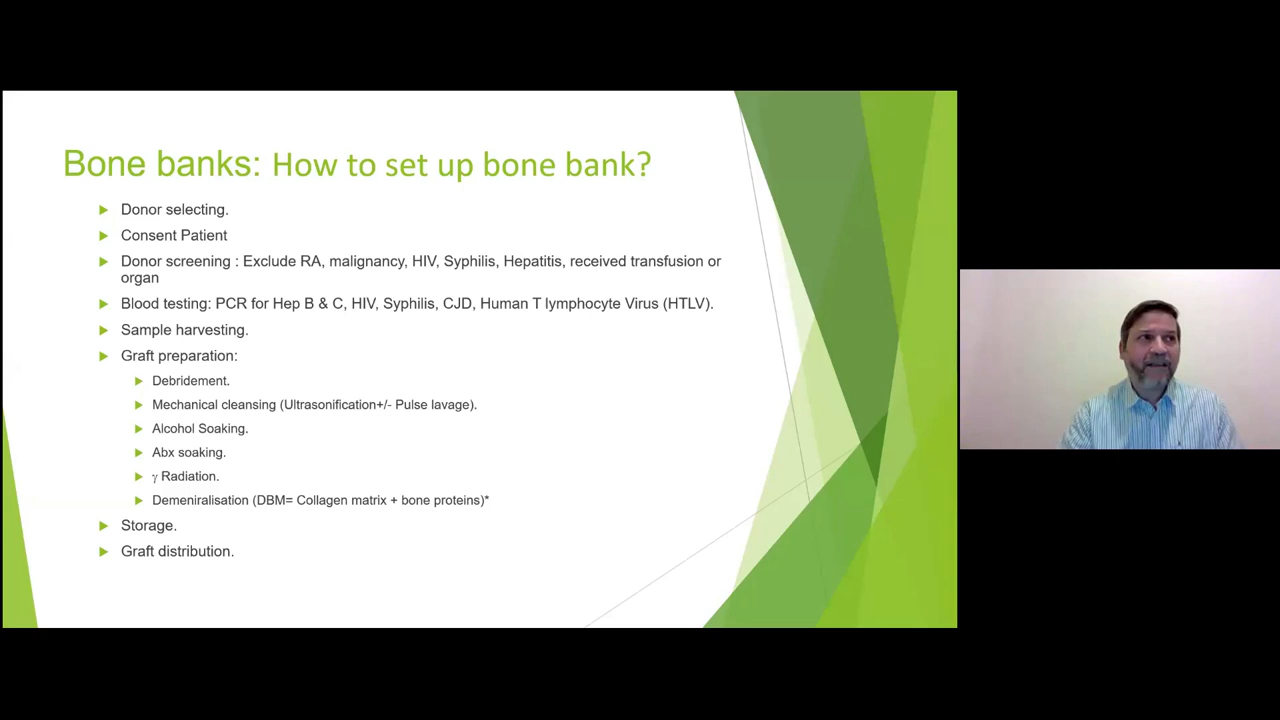 Bone banks: How to set up bone bank?
Donor selecting.
Consent Patient
Donor screening : Exclude RA, malignancy, HIV, Syphilis, Hepatitis, received transfusion or
organ
Blood testing: PCR for Hep B & C, HIV, Syphilis, CJD, Human T lymphocyte Virus (HTLV).
Sample harvesting.
Graft preparation:
Debridement.
Mechanical cleansing (Ultrasonification+/- Pulse lavage).
Alcohol Soaking.
Abx soaking.
γ Radiation.
Demeniralisation (DBM= Collagen matrix + bone proteins)*
Storage.
Graft distribution.